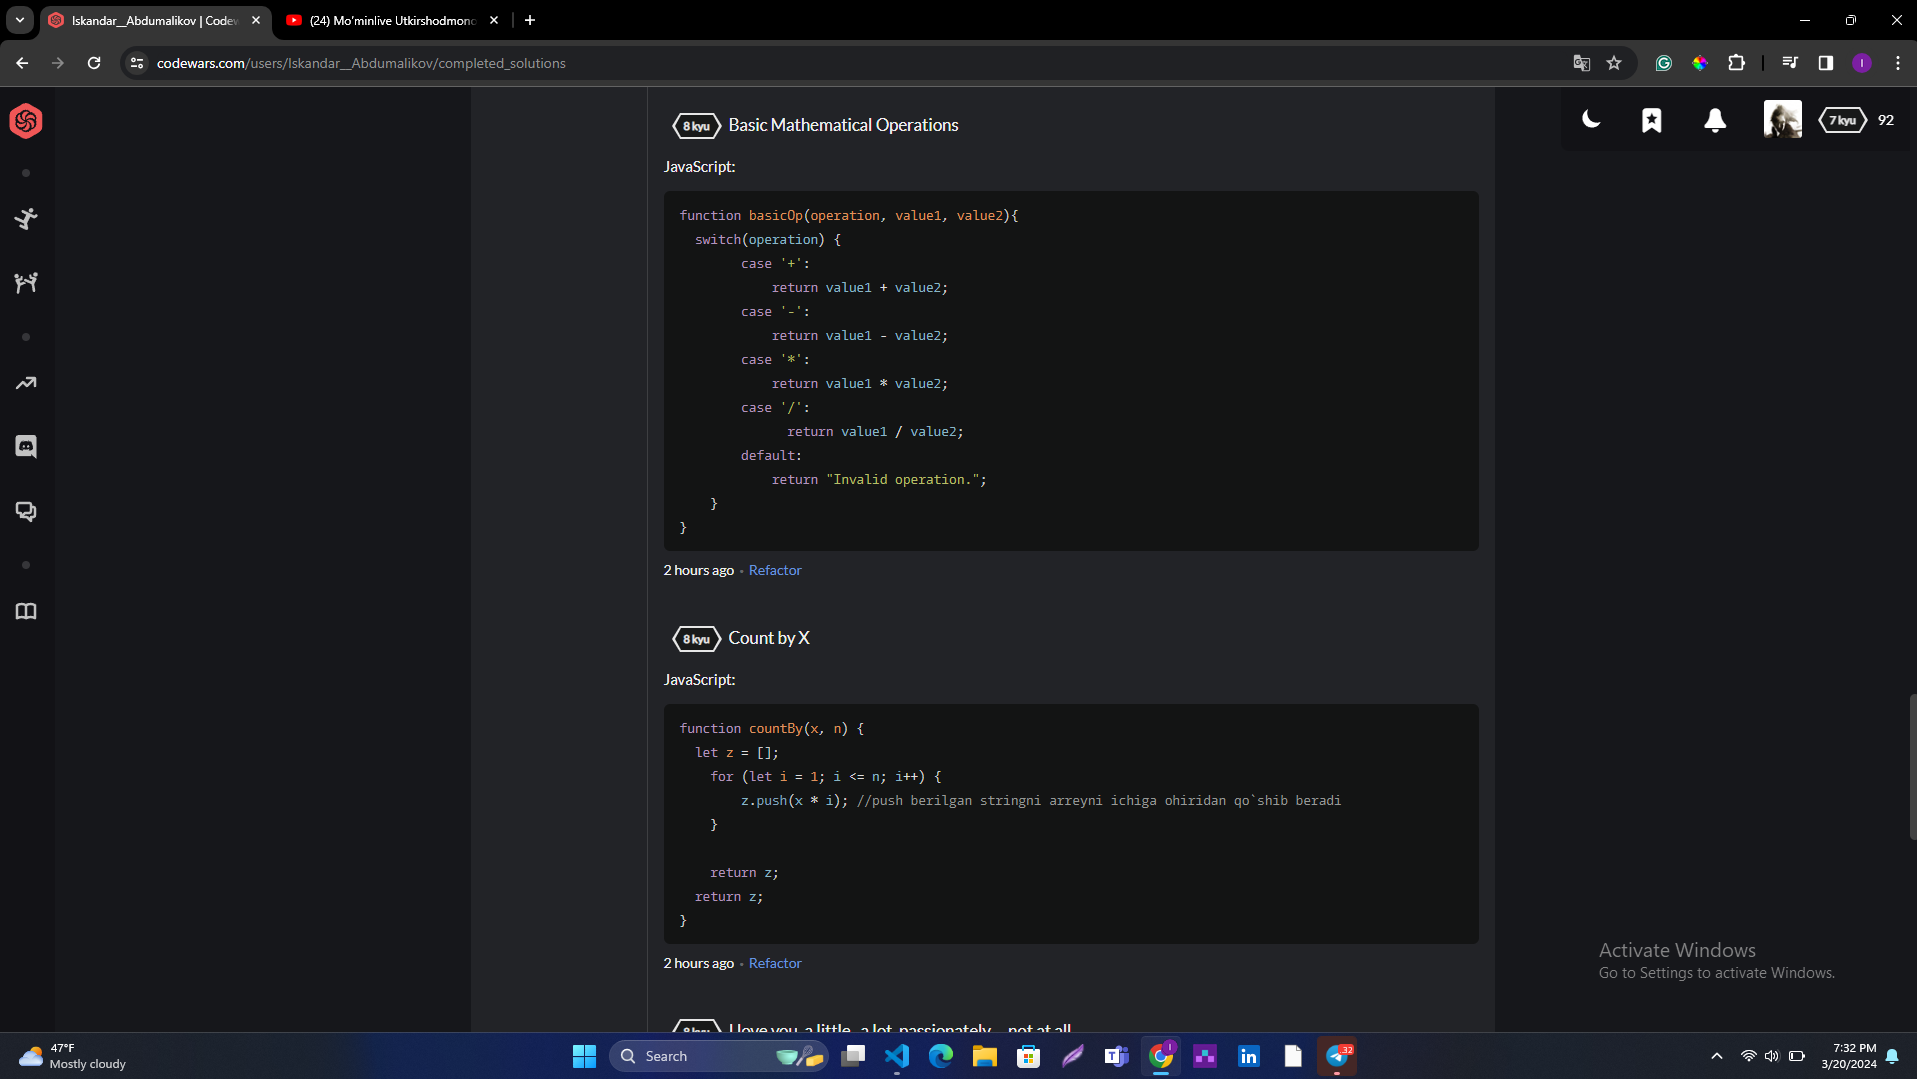 Iskandar__Abdumalikov | Codew
(24) Mo'minlive Utkirshodmono
codewars.com/users/Iskandar__Abdumalikov/completed_solutions
7 kyu 92
8 kyu Basic Mathematical Operations
JavaScript:
function basicOp(operation, value1, value2){
switch(operation) {
case '+':
return value1 + value2;
case '-':
return value1 - value2;
case '*':
return value1 * value2;
case '/':
return value1 / value2;
default:
return "Invalid operation.";
}
}
2 hours ago • Refactor
8 kyu Count by X
JavaScript:
function countBy(x, n) {
let z = [];
for (let i = 1; i <= n; i++) {
z.push(x * i); //push berilgan stringni arreyni ichiga ohiridan qo`shib beradi
}
return z;
return z;
}
2 hours ago • Refactor
8 kyu I love you, a little, a lot, passionately ... not at all
Activate Windows
Go to Settings to activate Windows.
47°F
Mostly cloudy
Search
32
7:32 PM
3/20/2024